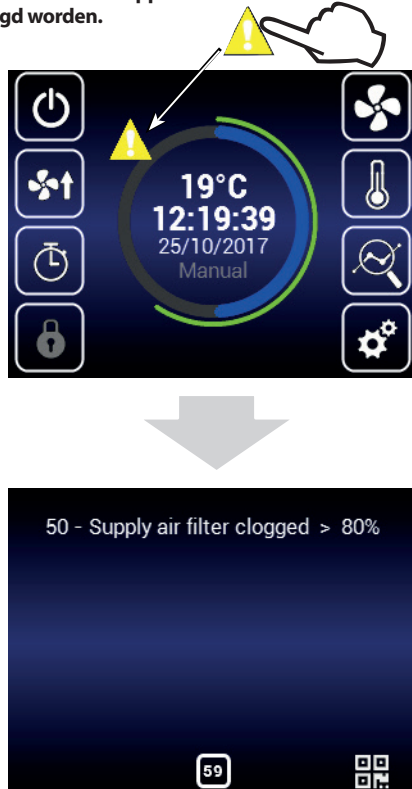 gd worden.
19°C
12:19:39
25/10/2017
Manual
50 - Supply air filter clogged > 80%
59